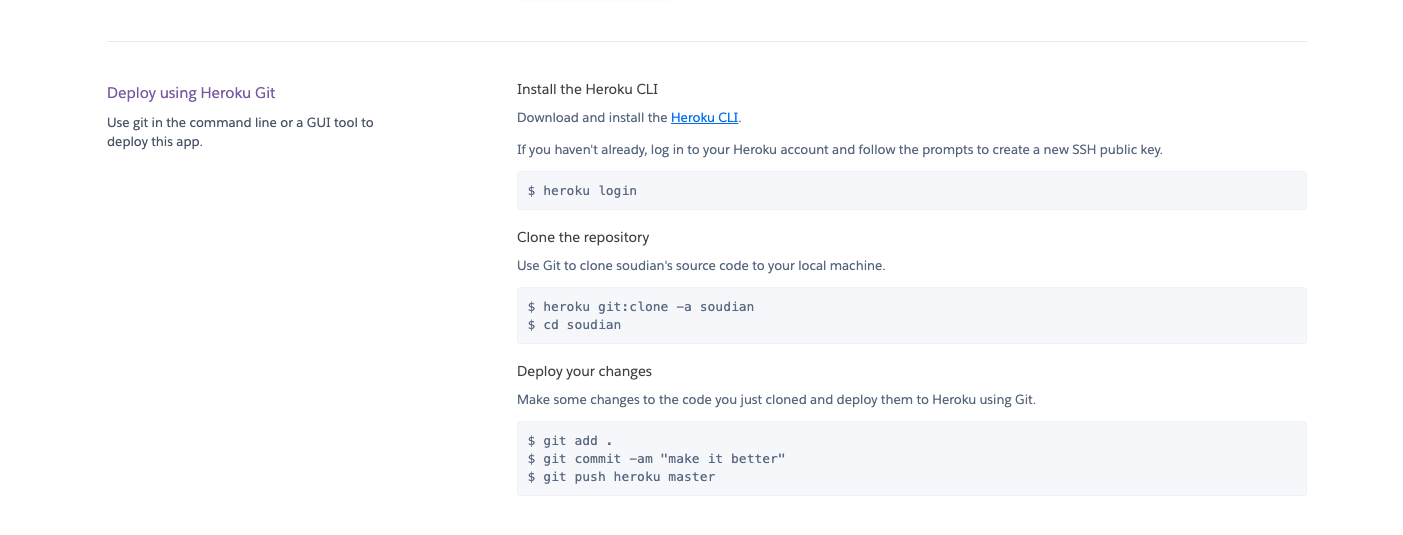 Deploy using Heroku Git
Use git in the command line or a GUI tool to
deploy this app.
Install the Heroku CLI
Download and install the Heroku CLI.
If you haven't already, log in to your Heroku account and follow the prompts to create a new SSH public key.
$ heroku login
Clone the repository
Use Git to clone soudian's source code to your local machine.
$ heroku git:clone -a soudian
$ cd soudian
Deploy your changes
Make some changes to the code you just cloned and deploy them to Heroku using Git.
$ git add .
$ git commit -am "make it better"
$ git push heroku master